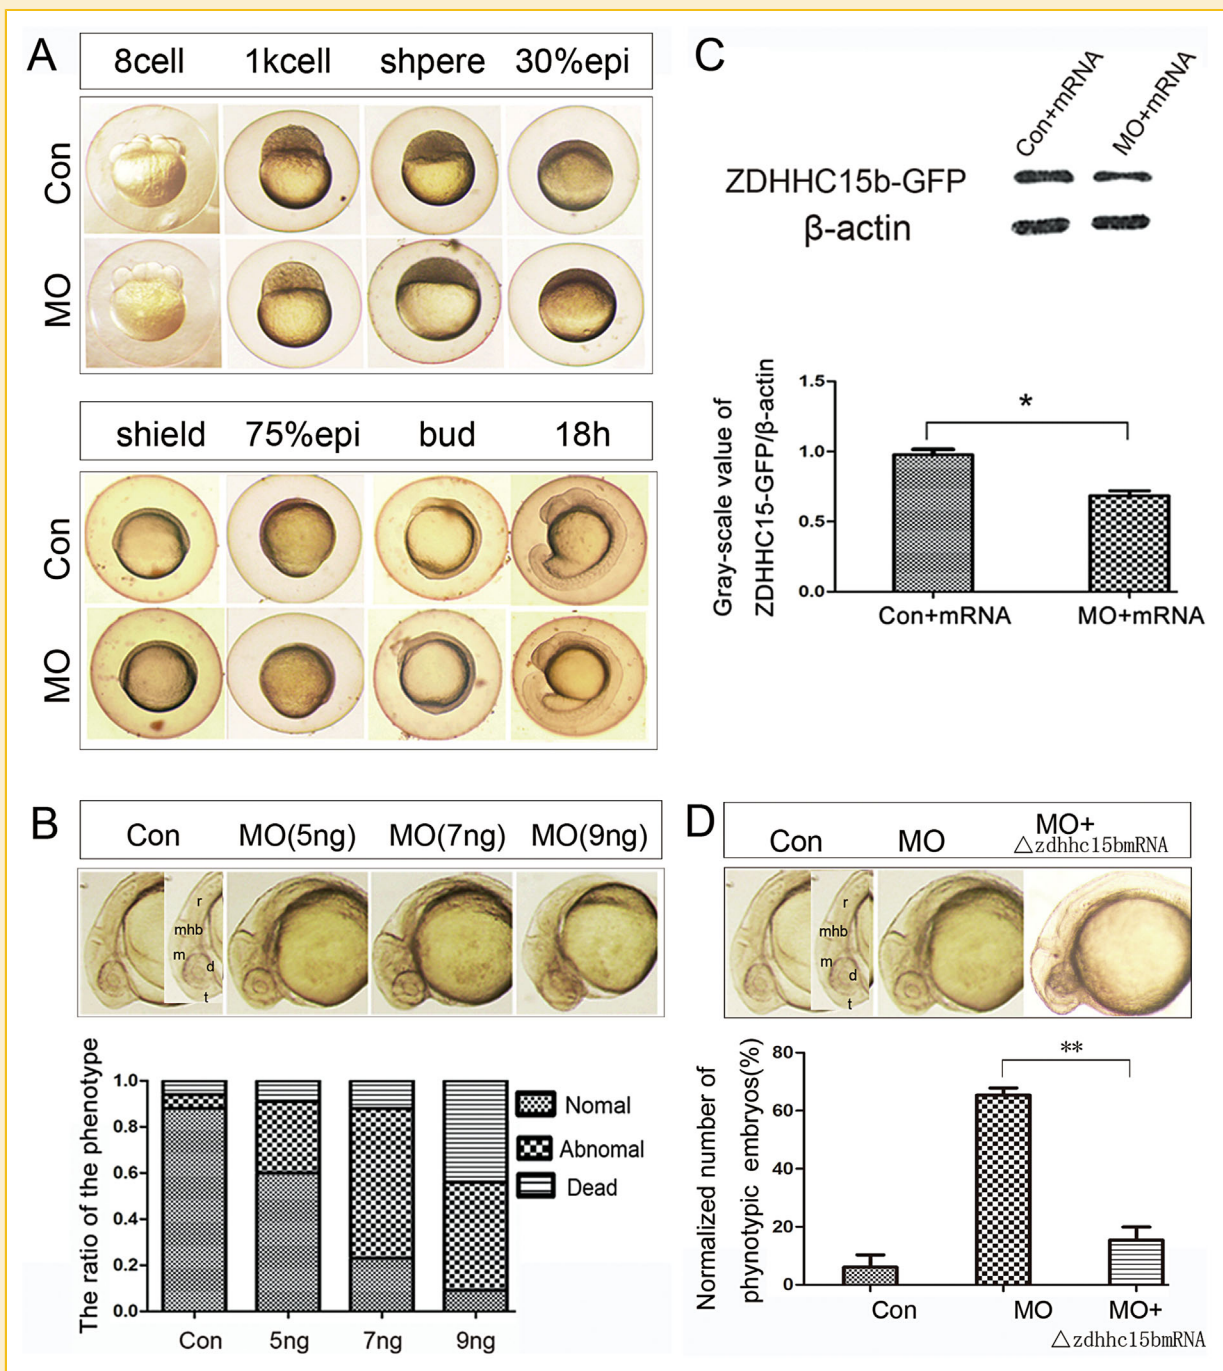 A
8cell 1kcell shpere 30%epi
Con
MO
shield 75%epi bud 18h
Con
MO
C
Con+mRNA MO+mRNA
ZDHHC15b-GFP
β-actin
Gray-scale value of
ZDHHC15-GFP/β-actin
1.5
1.0
0.5
0.0
*
Con+mRNA MO+mRNA
B
Con MO(5ng) MO(7ng) MO(9ng)
r
mhb
m
d
t
The ratio of the phenotype
1.0
0.8
0.6
0.4
0.2
0.0
Con 5ng 7ng 9ng
Nomal
Abnomal
Dead
D
Con MO MO+
△zdhhc15bmRNA
r
mhb
m
d
t
Normalized number of
phynotypic embryos(%)
80
60
40
20
0
**
Con MO MO+
△zdhhc15bmRNA